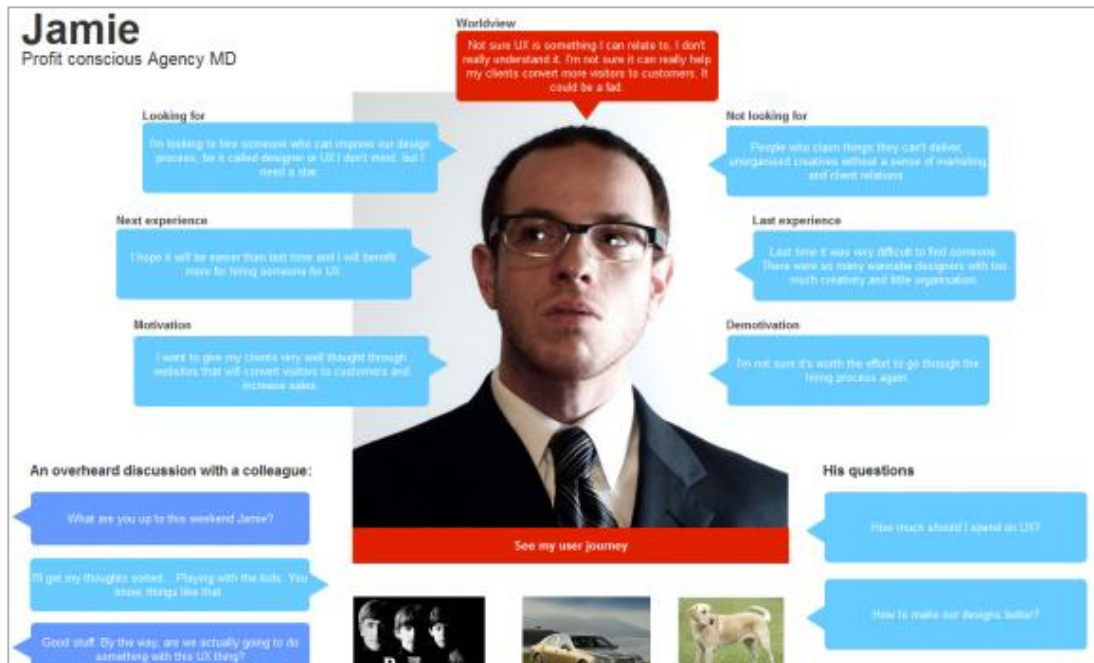 Jamie
Profit conscious Agency MD
Worldview
Not sure UX is something I can relate to, I don't
really understand it. I'm not sure it can really help
my clients convert more visitors to customers. It
could be a fad.
Looking for
I'm looking to hire someone who can improve our design
process, be it called designer or UX I don't mind, but I
need a star.
Not looking for
People who claim things they can't deliver,
unorganised creatives without a sense of marketing
and client relations.
Next experience
I hope it will be easier than last time and I will benefit
more for hiring someone for UX
Last experience
Last time it was very difficult to find someone.
There were so many wannabe designers with too
much creativity and little organisation.
Motivation
I want to give my clients very well thought through
websites that will convert visitors to customers and
increase sales.
Demotivation
I'm not sure it's worth the effort to go through the
hiring process again
An overheard discussion with a colleague:
What are you up to this weekend Jamie?
I'll get my thoughts sorted... Playing with the kids. You
know, things like that
Good stuff. By the way, are we actually going to do
something with this UX thing?
See my user journey
His questions
How much should I spend on UX?
How to make our designs better?